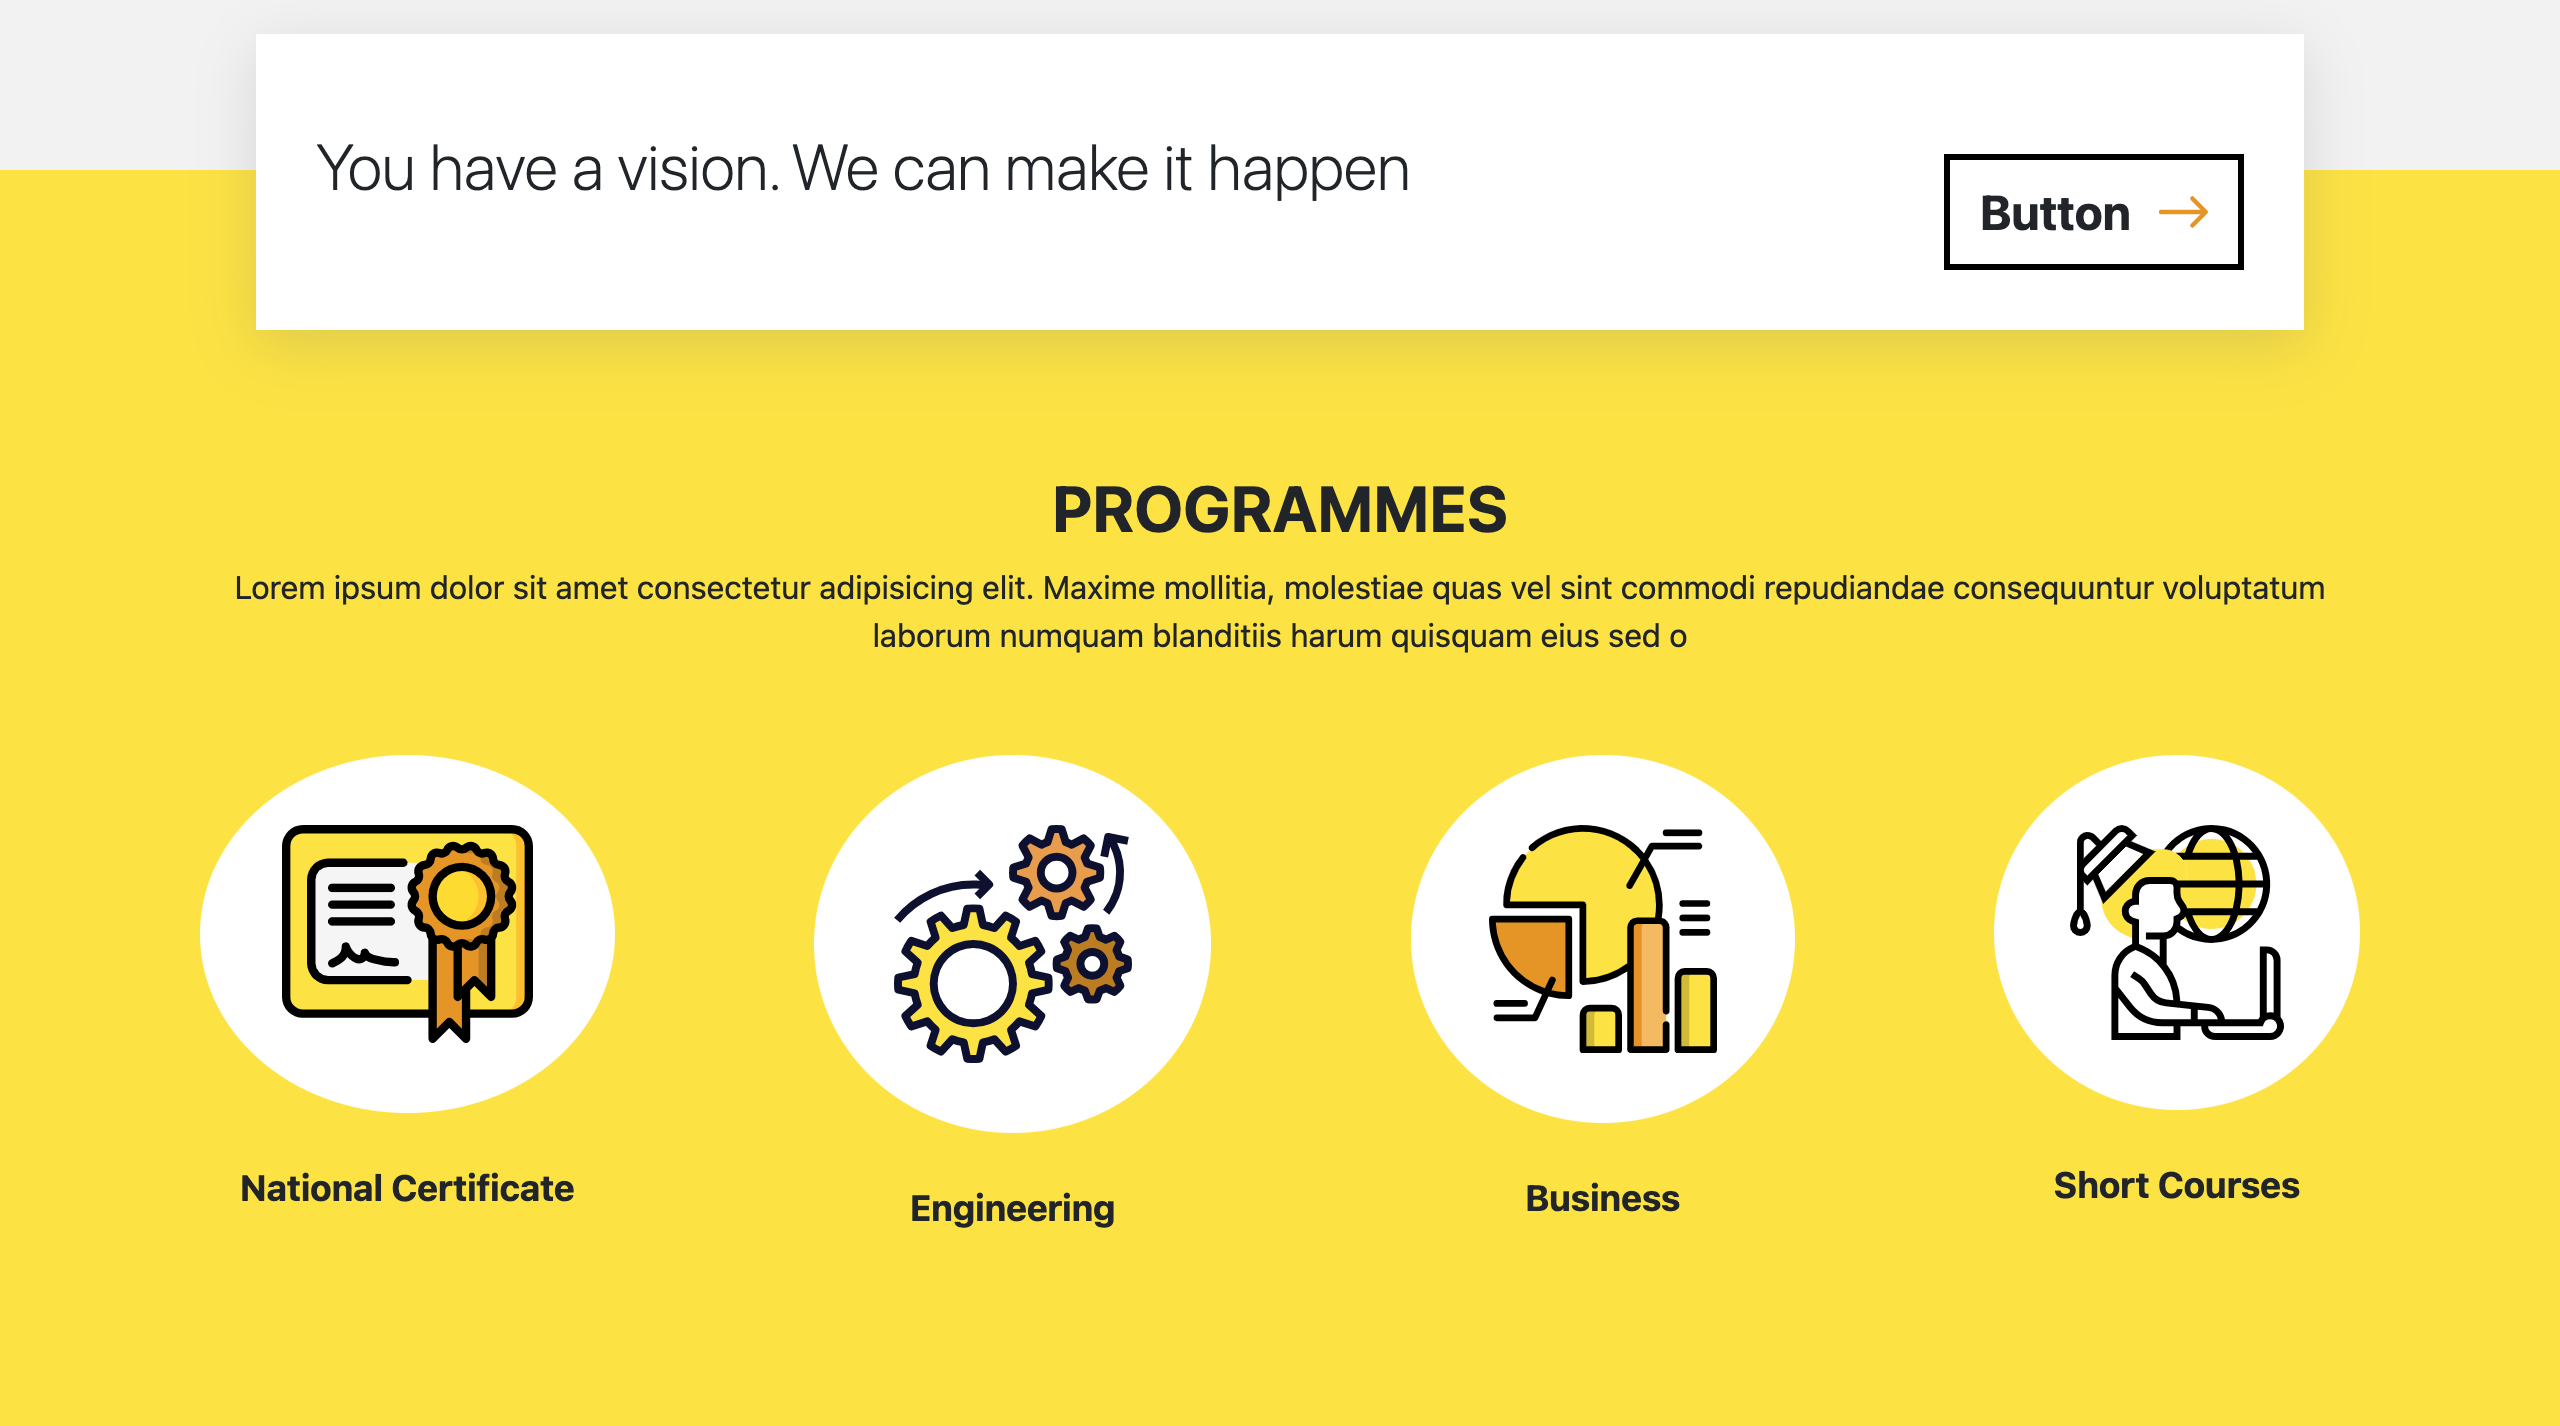 You have a vision. We can make it happen
Button
PROGRAMMES
Lorem ipsum dolor sit amet consectetur adipisicing elit. Maxime mollitia, molestiae quas vel sint commodi repudiandae consequuntur voluptatum
laborum numquam blanditiis harum quisquam eius sed o
National Certificate
Engineering
Business
Short Courses